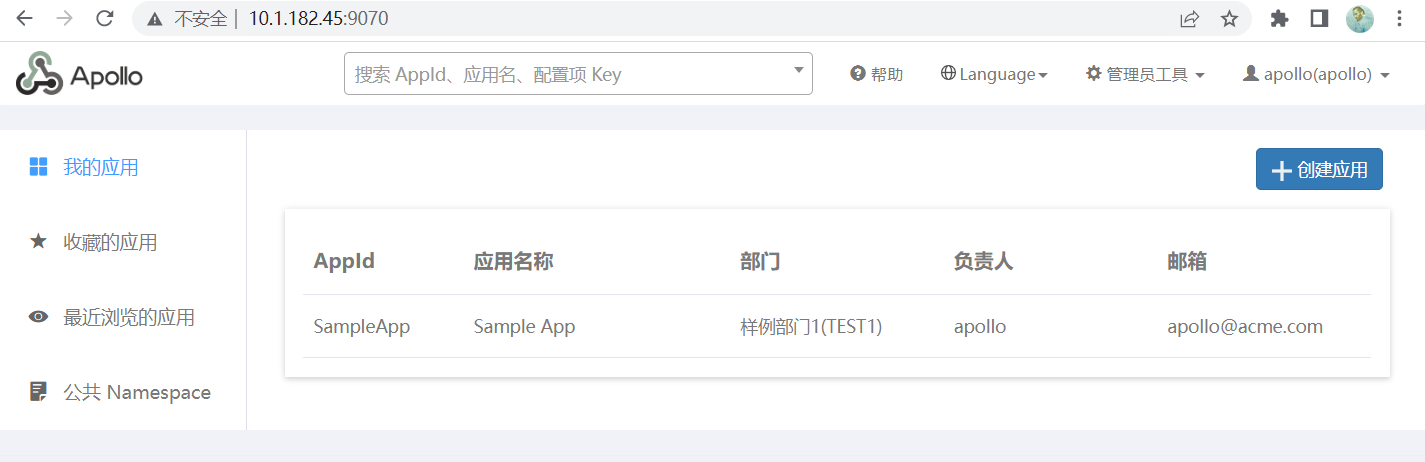 不安全 | 10.1.182.45:9070
Apollo
搜索 AppId、应用名、配置项 Key
帮助
Language
管理员工具
apollo(apollo)
我的应用
收藏的应用
最近浏览的应用
公共 Namespace
创建应用
AppId 应用名称 部门 负责人 邮箱
SampleApp Sample App 样例部门1(TEST1) apollo apollo@acme.com